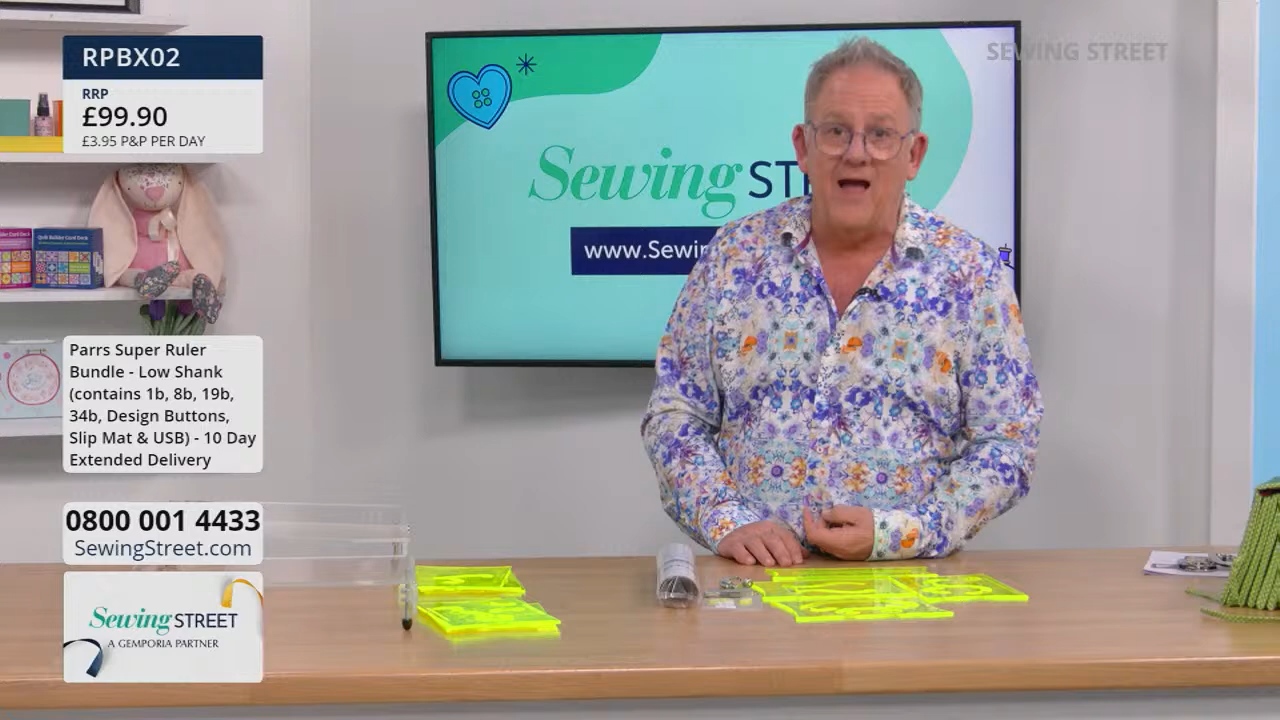 RPBX02
RRP
£99.90
£3.95 P&P PER DAY
SEWING STREET
Sewing
www.Sewin
Parrs Super Ruler
Bundle - Low Shank
(contains 1b, 8b, 19b,
34b, Design Buttons,
Slip Mat & USB) - 10 Day
Extended Delivery
0800 001 4433
SewingStreet.com
Sewing STREET
A GEMPORIA PARTNER